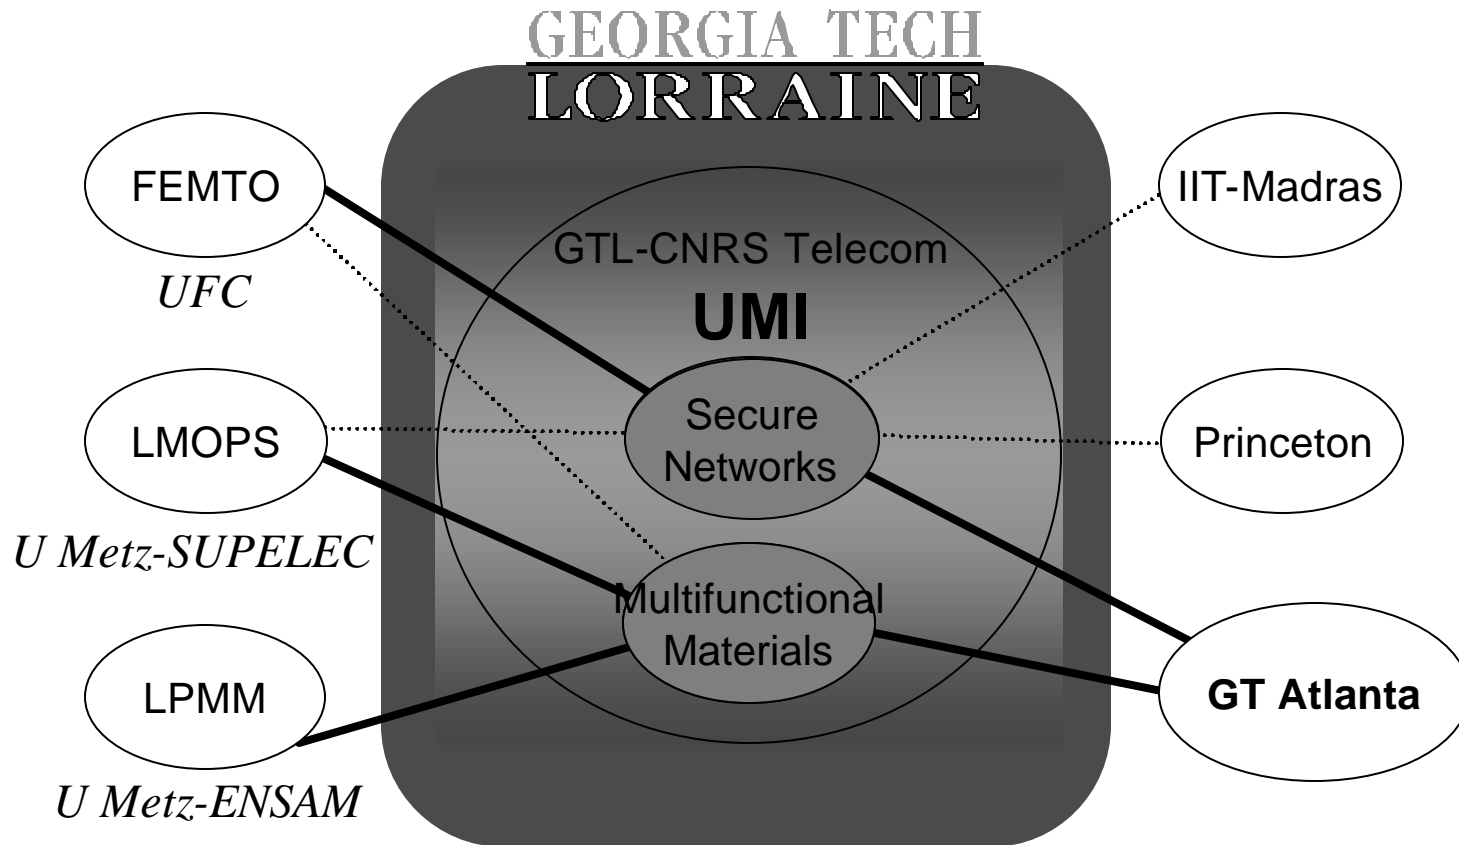 GEORGIA TECH
LORRAINE
FEMTO
UFC
LMOPS
U Metz-SUPELEC
LPMM
U Metz-ENSAM
GTL-CNRS Telecom
UMI
Secure
Networks
Multifunctional
Materials
IIT-Madras
Princeton
GT Atlanta